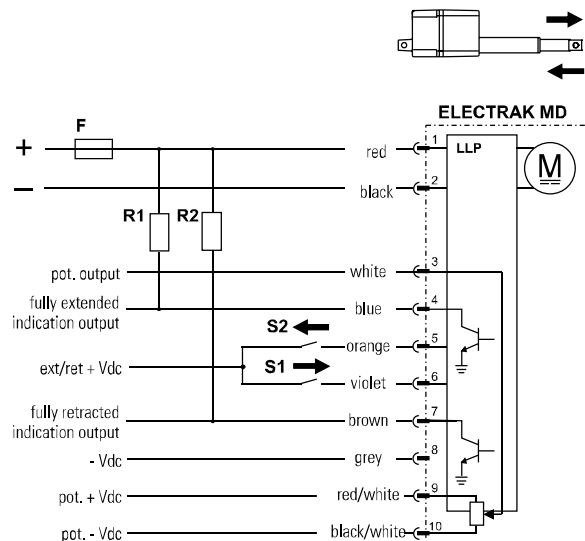 ELECTRAK MD
F
+
red
1
LLP
M
–
black
2
R1
R2
pot. output
white
3
fully extended
indication output
blue
4
S2
orange
5
ext/ret + Vdc
S1
violet
6
fully retracted
indication output
brown
7
- Vdc
grey
8
pot. + Vdc
red/white
9
pot. - Vdc
black/white
10